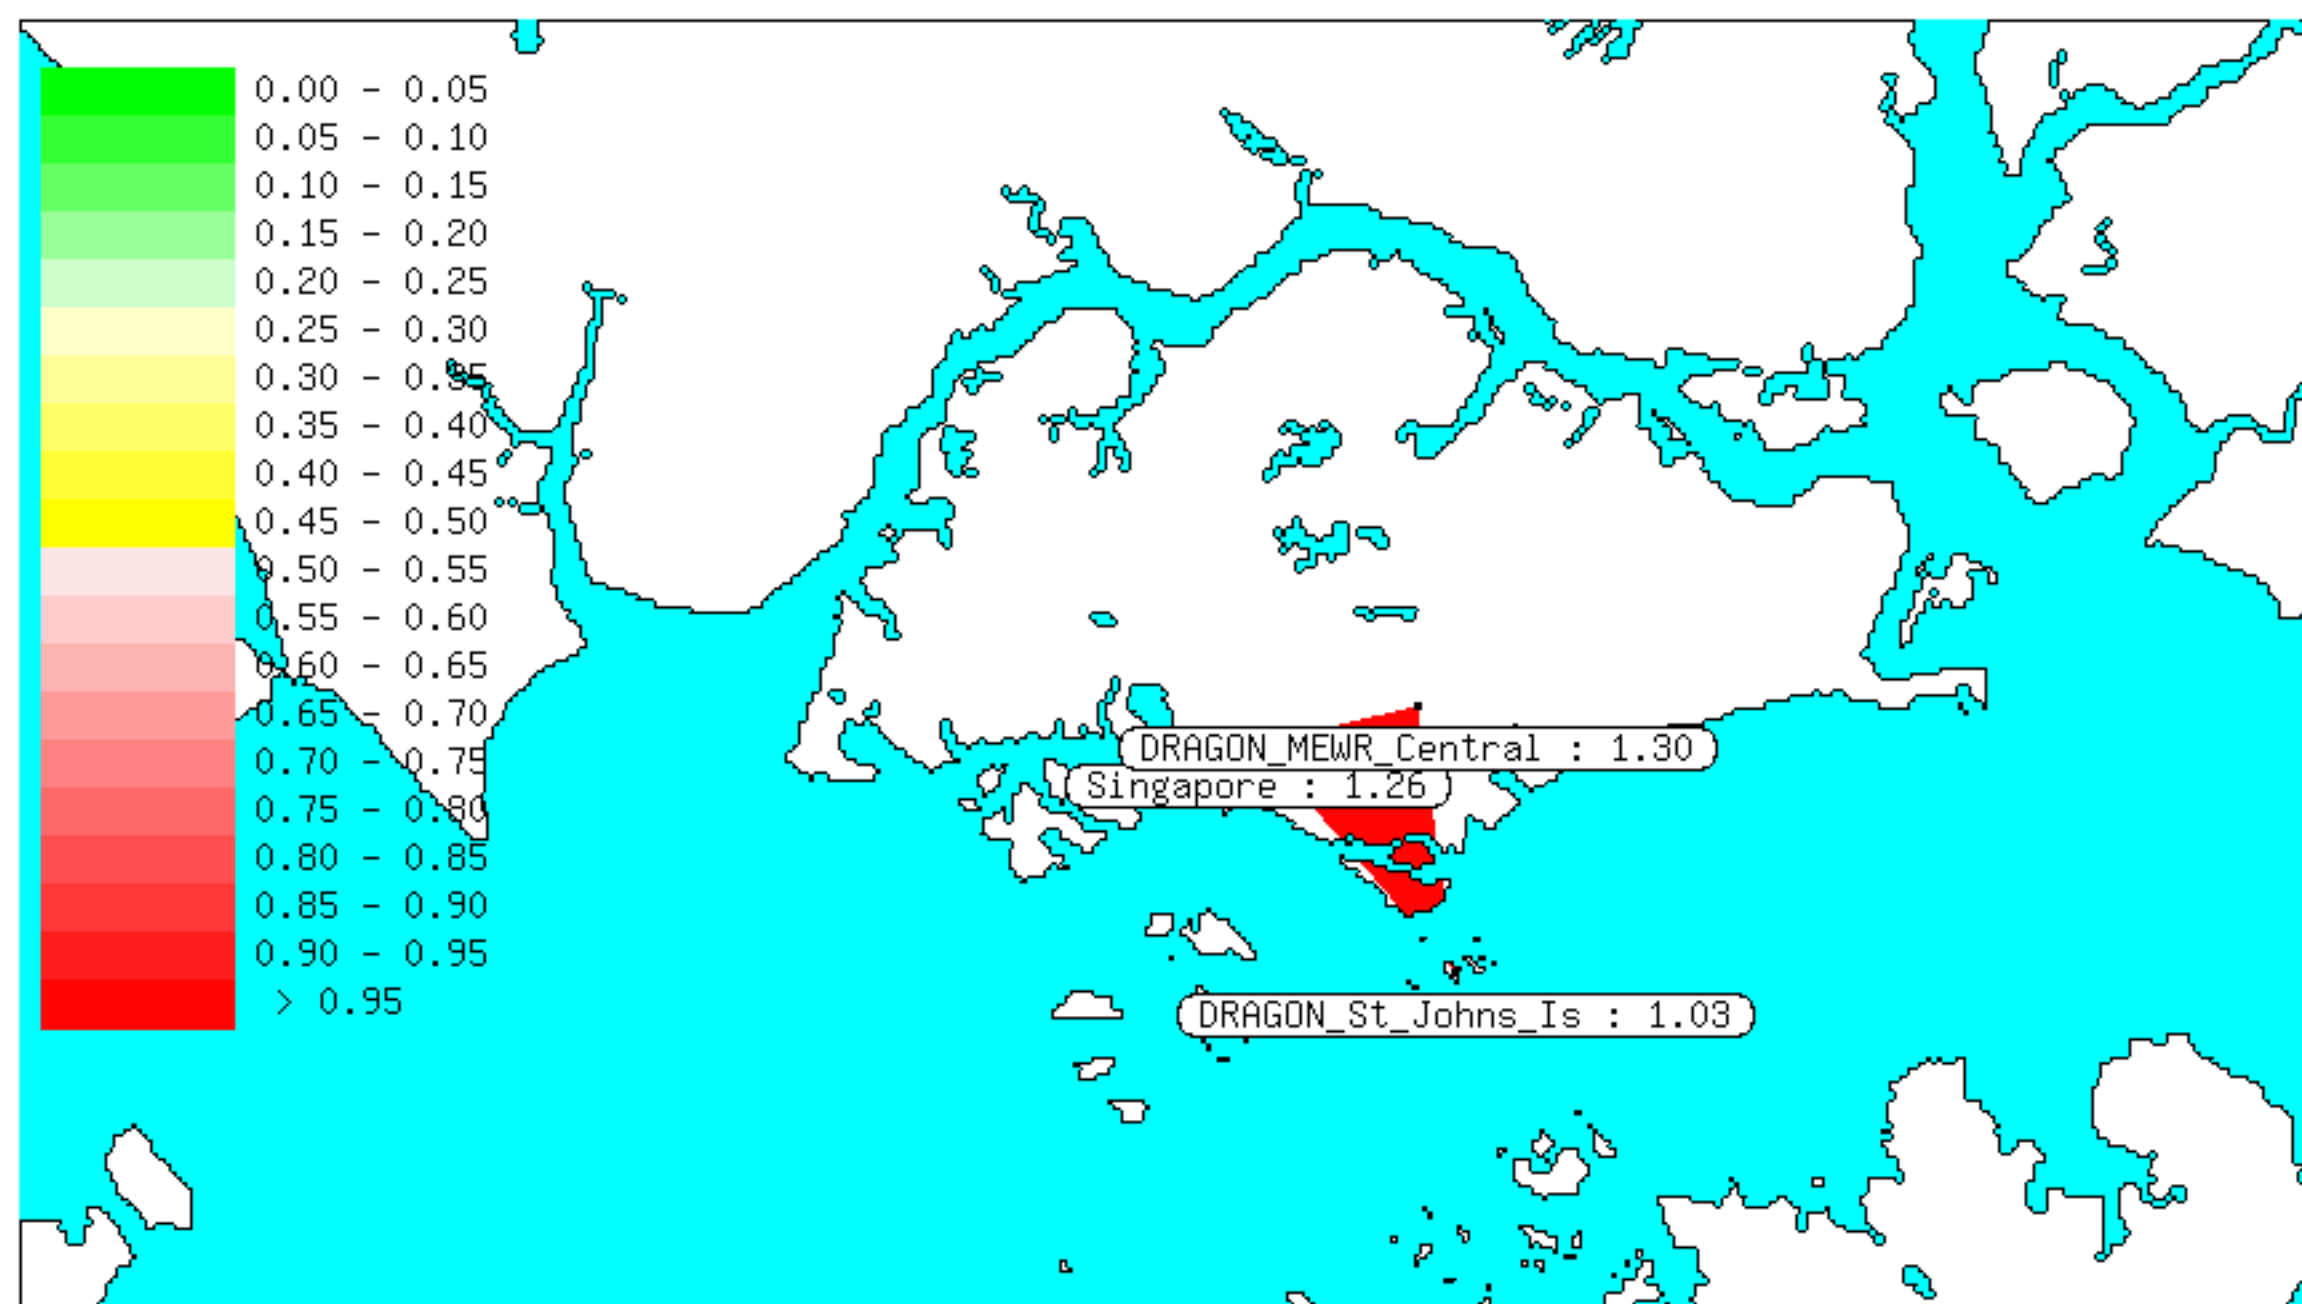 0.00 - 0.05
0.05 - 0.10
0.10 - 0.15
0.15 - 0.20
0.20 - 0.25
0.25 - 0.30
0.30 - 0.35
0.35 - 0.40
0.40 - 0.45
0.45 - 0.50
0.50 - 0.55
0.55 - 0.60
0.60 - 0.65
0.65 - 0.70
0.70 - 0.75
0.75 - 0.80
0.80 - 0.85
0.85 - 0.90
0.90 - 0.95
> 0.95
DRAGON_MEWR_Central : 1.30
Singapore : 1.26
DRAGON_St_Johns_Is : 1.03